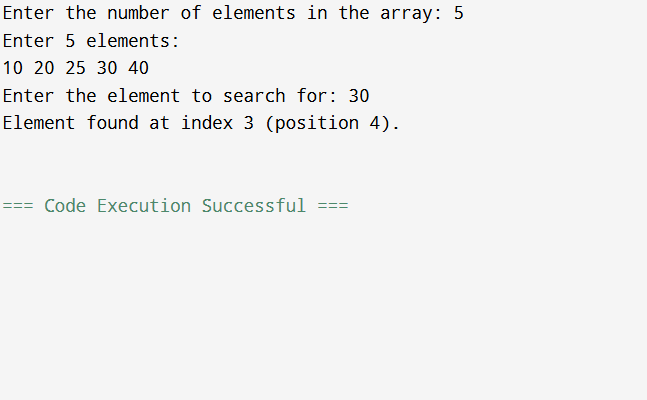 Enter the number of elements in the array: 5
Enter 5 elements:
10 20 25 30 40
Enter the element to search for: 30
Element found at index 3 (position 4).
=== Code Execution Successful ===